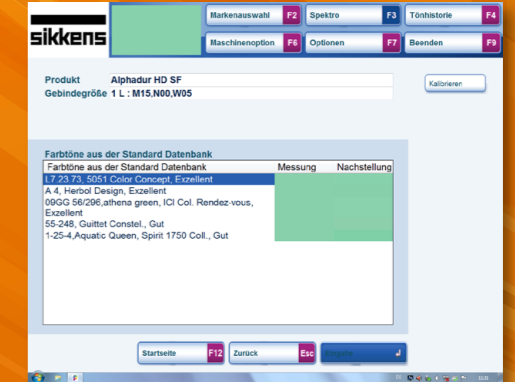 sikkens
Markenauswahl F2
Spektro F3
Tönhistorie F4
Maschinenoption F6
Optionen F7
Beenden F9
Produkt Alphadur HD SF
Gebindegröße 1 L : M15,N00,W05
Kalibrieren
Farbtöne aus der Standard Datenbank
Farbtöne aus der Standard Datenbank Messung Nachstellung
L7.23.73, 5051 Color Concept, Exzellent
A 4, Herbol Design, Exzellent
09GG 56/296,athena green, ICI Col. Rendez-vous,
Exzellent
55-248, Guittet Constel., Gut
1-25-4,Aquatic Queen, Spirit 1750 Coll., Gut
Startseite F12
Zurück Esc